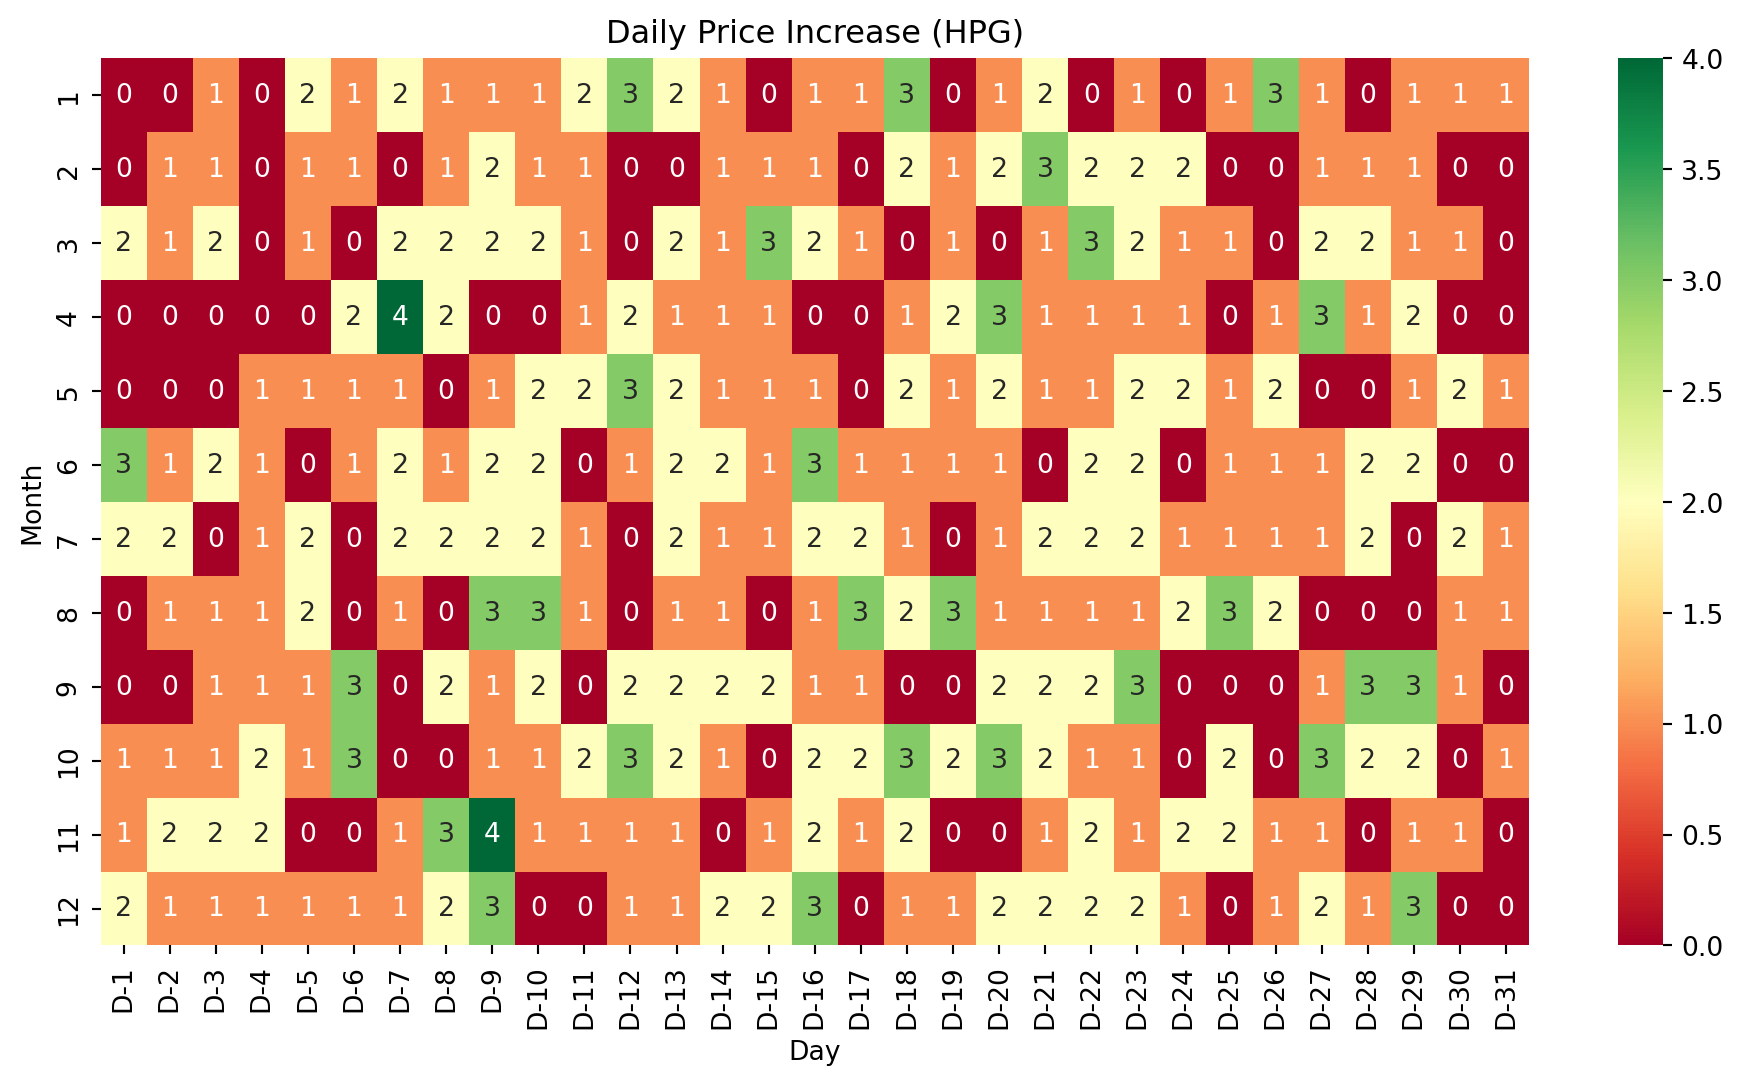 Daily Price Increase (HPG)
1 0 0 1 0 2 1 2 1 1 1 2 3 2 1 0 1 1 3 0 1 2 0 1 0 1 3 1 0 1 1 1
2 0 1 1 0 1 1 0 1 2 1 1 0 0 1 1 1 0 2 1 2 3 2 2 2 0 0 1 1 1 0 0
3 2 1 2 0 1 0 2 2 2 2 1 0 2 1 3 2 1 0 1 0 1 3 2 1 1 0 2 2 1 1 0
4 0 0 0 0 0 2 4 2 0 0 1 2 1 1 1 0 0 1 2 3 1 1 1 1 0 1 3 1 2 0 0
5 0 0 0 1 1 1 1 0 1 2 2 3 2 1 1 1 0 2 1 2 1 1 2 2 1 2 0 0 1 2 1
6 3 1 2 1 0 1 2 1 2 2 0 1 2 2 1 3 1 1 1 1 0 2 2 0 1 1 1 2 2 0 0
7 2 2 0 1 2 0 2 2 2 2 1 0 2 1 1 2 2 1 0 1 2 2 2 1 1 1 1 2 0 2 1
8 0 1 1 1 2 0 1 0 3 3 1 0 1 1 0 1 3 2 3 1 1 1 1 2 3 2 0 0 0 1 1
9 0 0 1 1 1 3 0 2 1 2 0 2 2 2 2 1 1 0 0 2 2 2 3 0 0 0 1 3 3 1 0
10 1 1 1 2 1 3 0 0 1 1 2 3 2 1 0 2 2 3 2 3 2 1 1 0 2 0 3 2 2 0 1
11 1 2 2 2 0 0 1 3 4 1 1 1 1 0 1 2 1 2 0 0 1 2 1 2 2 1 1 0 1 1 0
12 2 1 1 1 1 1 1 2 3 0 0 1 1 2 2 3 0 1 1 2 2 2 2 1 0 1 2 1 3 0 0
Month
D-1 D-2 D-3 D-4 D-5 D-6 D-7 D-8 D-9 D-10 D-11 D-12 D-13 D-14 D-15 D-16 D-17 D-18 D-19 D-20 D-21 D-22 D-23 D-24 D-25 D-26 D-27 D-28 D-29 D-30 D-31
Day
4.0
3.5
3.0
2.5
2.0
1.5
1.0
0.5
0.0